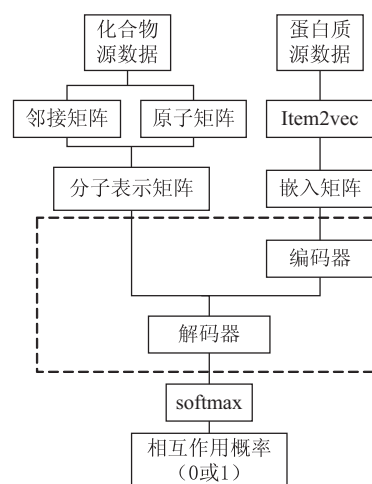 化合物
源数据
蛋白质
源数据
邻接矩阵
原子矩阵
Item2vec
分子表示矩阵
嵌入矩阵
编码器
解码器
softmax
相互作用概率
（0或1）